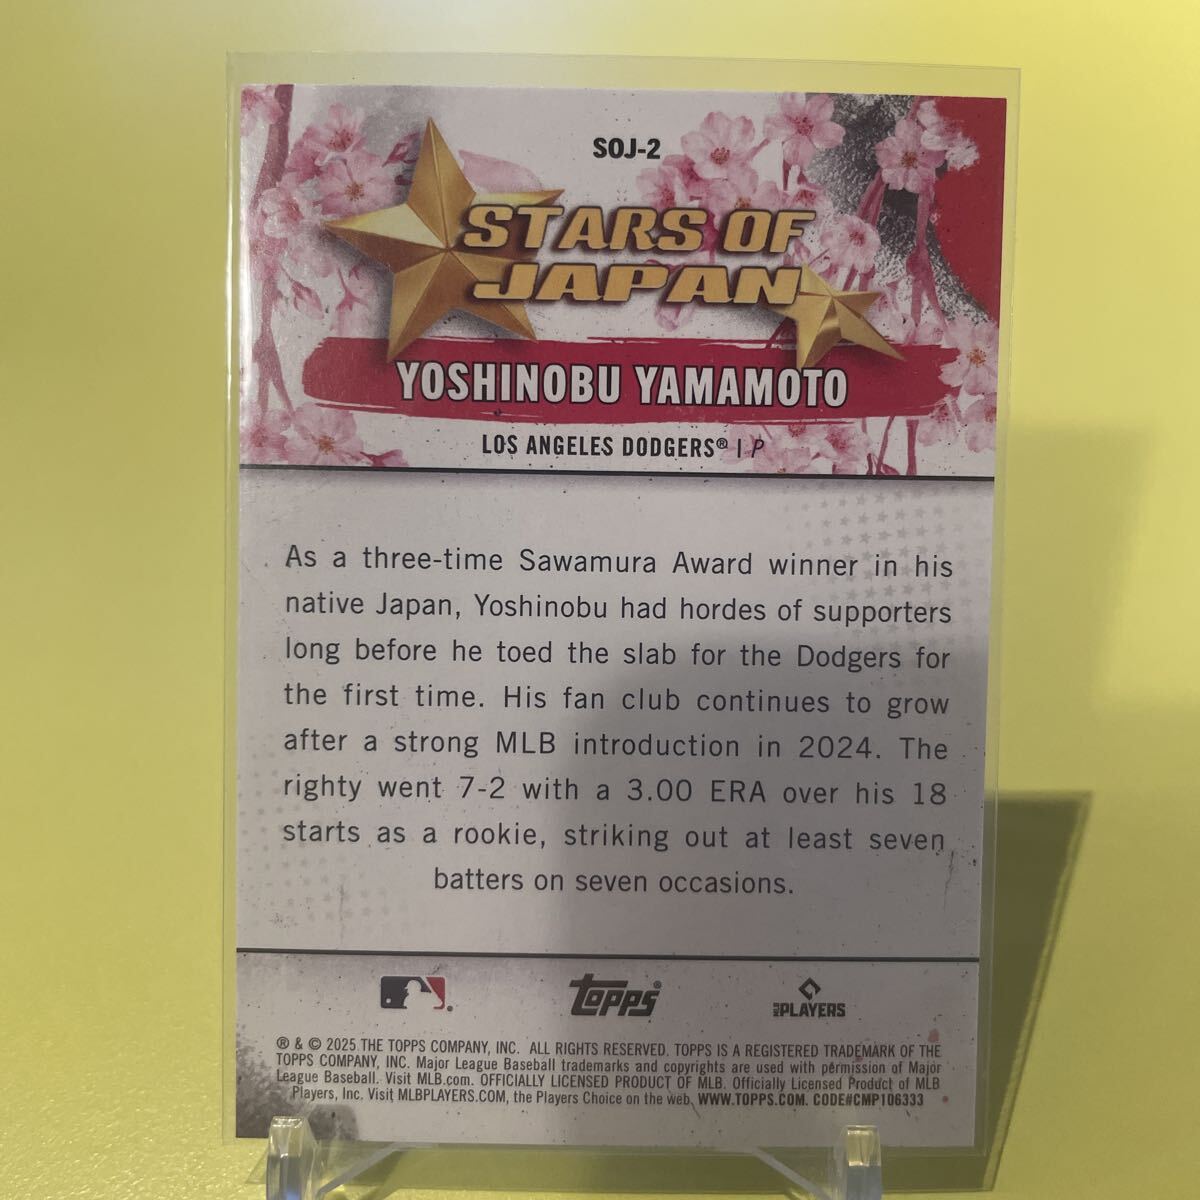 SOJ-2
STARS OF
JAPAN
YOSHINOBU YAMAMOTO
LOS ANGELES DODGERS® | P
As a three-time Sawamura Award winner in his
native Japan, Yoshinobu had hordes of supporters
long before he toed the slab for the Dodgers for
the first time. His fan club continues to grow
after a strong MLB introduction in 2024. The
righty went 7-2 with a 3.00 ERA over his 18
starts as a rookie, striking out at least seven
batters on seven occasions.
Topps®
MLB PLAYERS
® & © 2025 THE TOPPS COMPANY, INC. ALL RIGHTS RESERVED. TOPPS IS A REGISTERED TRADEMARK OF THE
TOPPS COMPANY, INC. Major League Baseball trademarks and copyrights are used with permission of Major
League Baseball. Visit MLB.com. OFFICIALLY LICENSED PRODUCT OF MLB. Officially Licensed Product of MLB
Players, Inc. Visit MLBPLAYERS.COM, the Players Choice on the web. WWW.TOPPS.COM. CODE#CMP106333